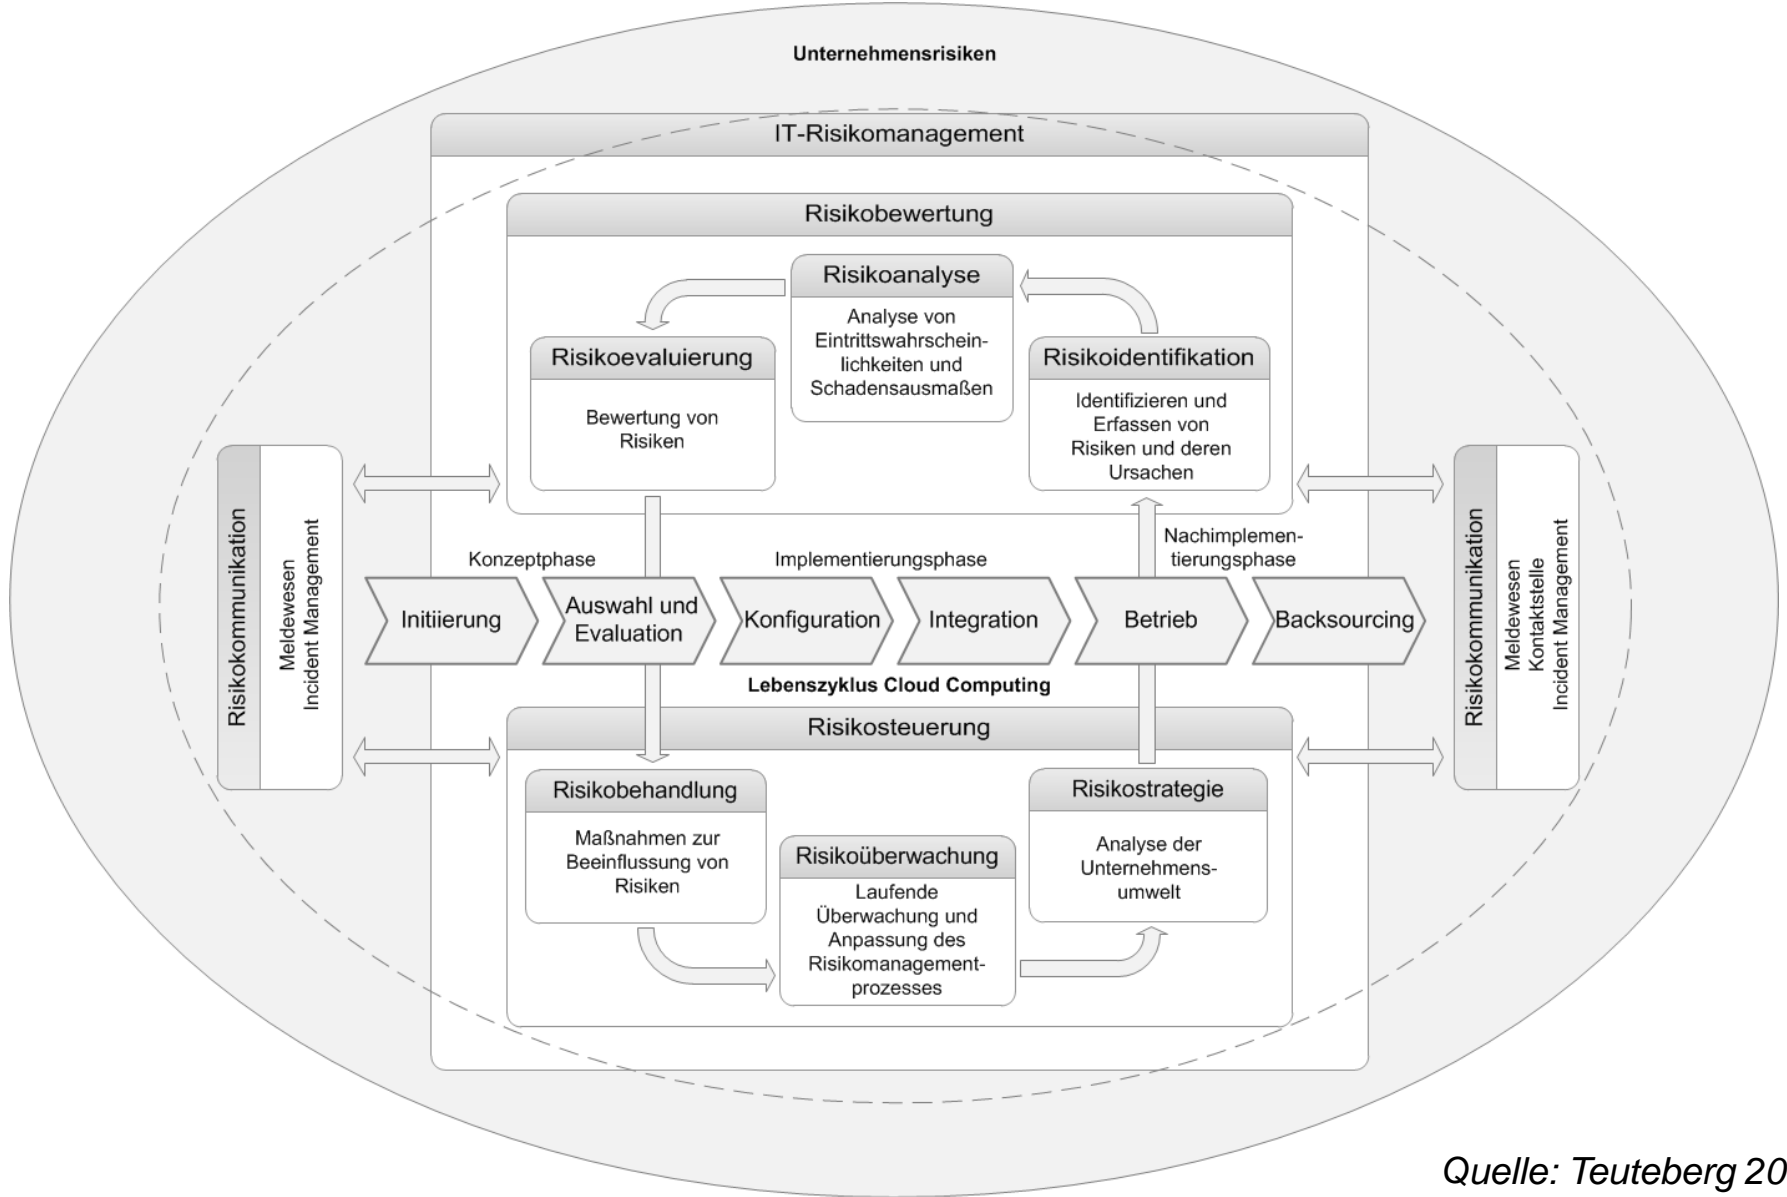 Unternehmensrisiken
IT-Risikomanagement
Risikobewertung
Risikoanalyse
Analyse von
Eintrittswahrschein-
lichkeiten und
Schadensausmaßen
Risikoevaluierung
Bewertung von
Risiken
Risikoidentifikation
Identifizieren und
Erfassen von
Risiken und deren
Ursachen
Risikokommunikation
Meldewesen
Incident Management
Konzeptphase
Implementierungsphase
Nachimplemen-
tierungsphase
Initiierung
Auswahl und
Evaluation
Konfiguration
Integration
Betrieb
Backsourcing
Lebenszyklus Cloud Computing
Risikokommunikation
Meldewesen
Kontaktstelle
Incident Management
Risikosteuerung
Risikobehandlung
Maßnahmen zur
Beeinflussung von
Risiken
Risikoüberwachung
Laufende
Überwachung und
Anpassung des
Risikomanagement-
prozesses
Risikostrategie
Analyse der
Unternehmens-
umwelt
Quelle: Teuteberg 20